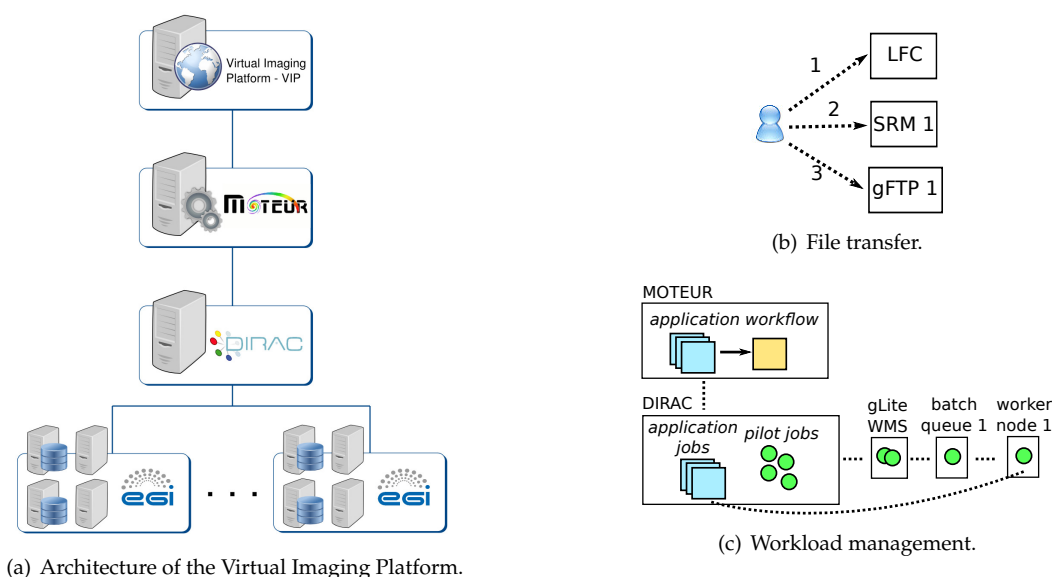 Virtual Imaging
Platform - VIP
MOTEUR
DIRAC
egi
. . .
egi
(a) Architecture of the Virtual Imaging Platform.
1
LFC
2
SRM 1
3
gFTP 1
(b) File transfer.
MOTEUR
application workflow
DIRAC
application
jobs
pilot jobs
gLite
WMS
batch
queue 1
worker
node 1
(c) Workload management.